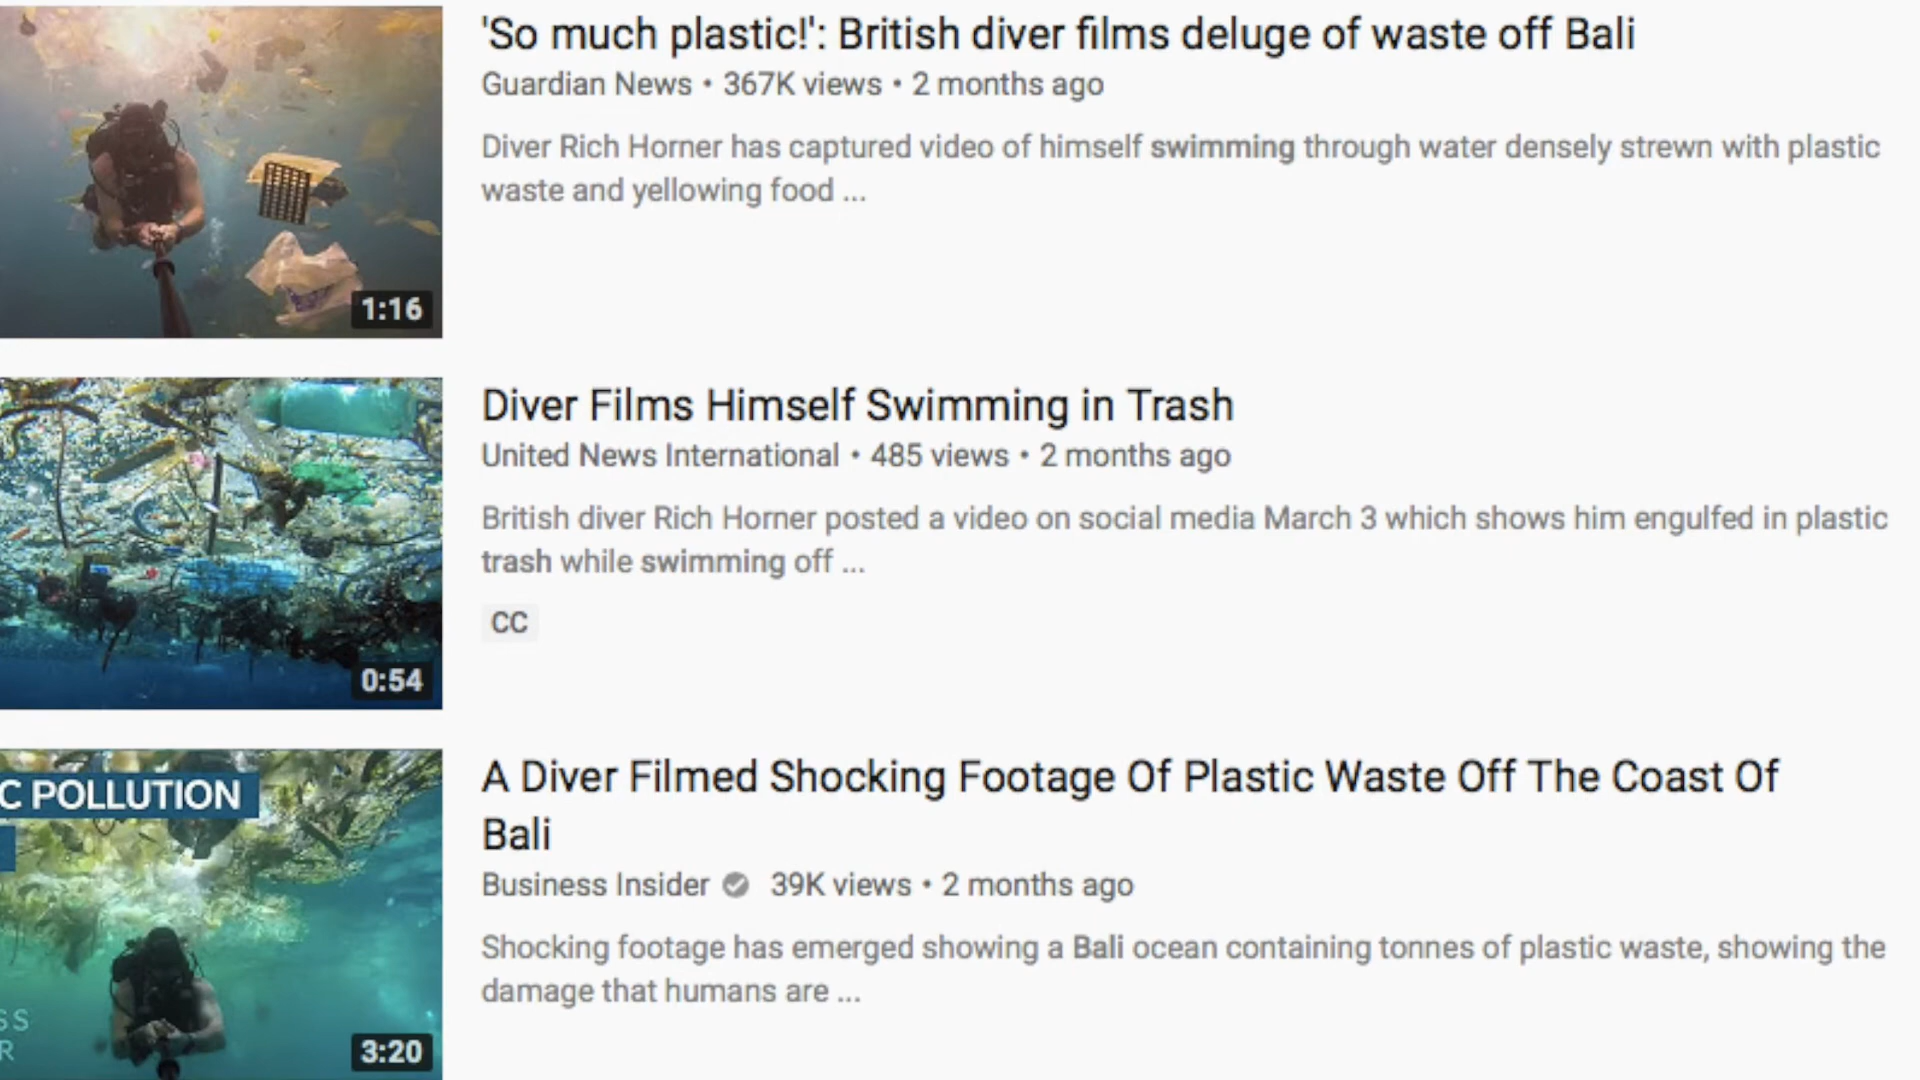 'So much plastic!': British diver films deluge of waste off Bali
Guardian News • 367K views • 2 months ago
Diver Rich Horner has captured video of himself swimming through water densely strewn with plastic
waste and yellowing food ...
1:16
Diver Films Himself Swimming in Trash
United News International • 485 views • 2 months ago
British diver Rich Horner posted a video on social media March 3 which shows him engulfed in plastic
trash while swimming off ...
CC
0:54
A Diver Filmed Shocking Footage Of Plastic Waste Off The Coast Of
Bali
Business Insider 39K views • 2 months ago
Shocking footage has emerged showing a Bali ocean containing tonnes of plastic waste, showing the
damage that humans are ...
C POLLUTION
SS
R
3:20